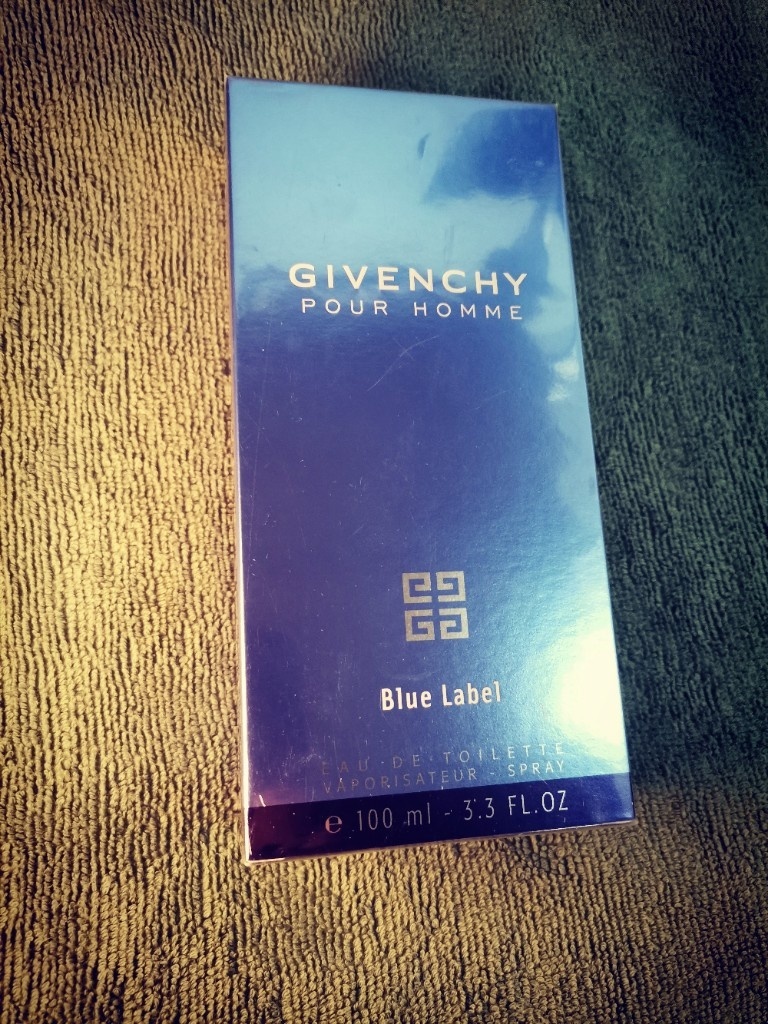 GIVENCHY
POUR HOMME
Blue Label
EAU DE TOILETTE
VAPORISATEUR - SPRAY
e 100 ml - 3.3 FL.OZ